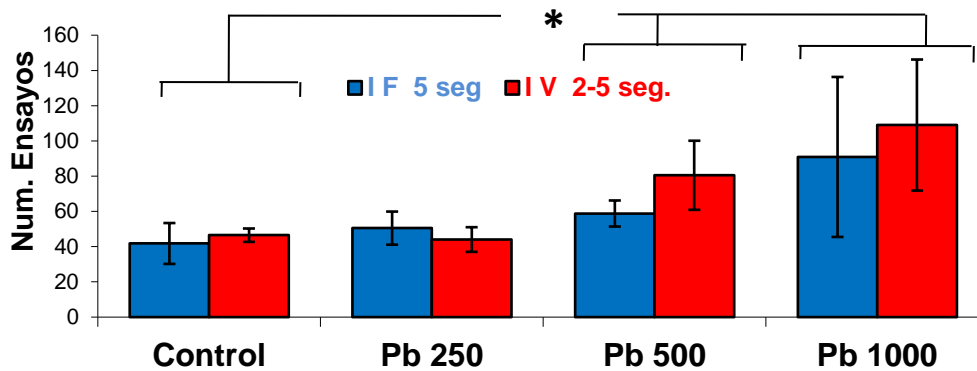 *
160
140
120
100
80
60
40
20
0
Num. Ensayos
I F 5 seg
I V 2-5 seg.
Control
Pb 250
Pb 500
Pb 1000